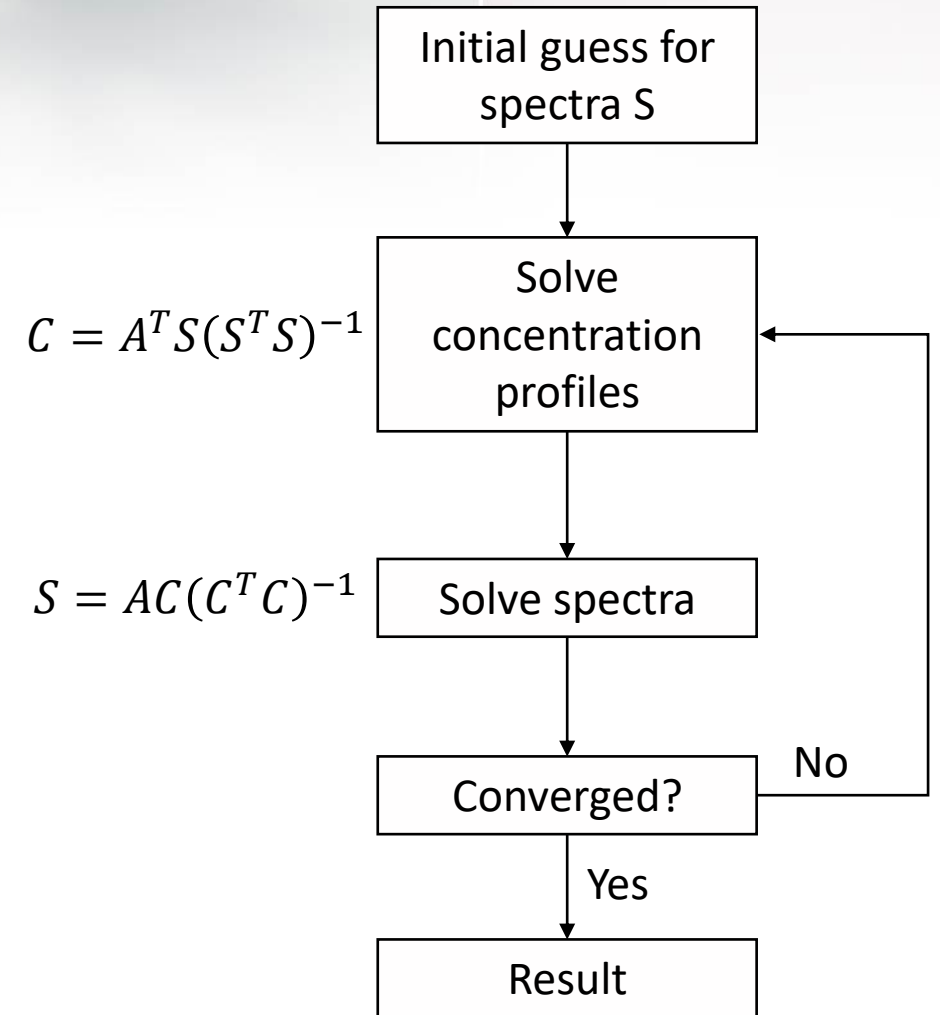 Initial guess for
spectra S
Solve
concentration
profiles
$C = A^T S(S^T S)^{-1}$
Solve spectra
$S = AC(C^T C)^{-1}$
Converged?
No
Yes
Result